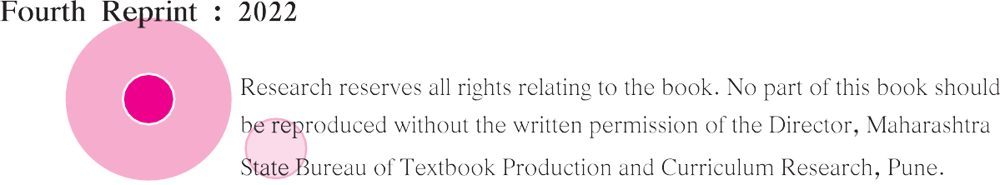 Fourth Reprint : 2022
Research reserves all rights relating to the book. No part of this book should
be reproduced without the written permission of the Director, Maharashtra
State Bureau of Textbook Production and Curriculum Research, Pune.